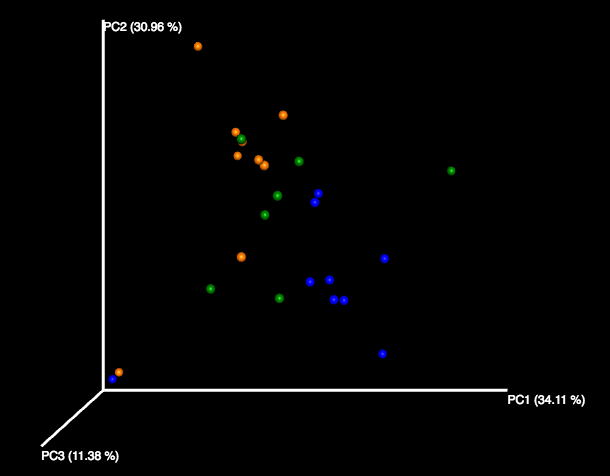 PC2 (30.96 %)
PC1 (34.11 %)
PC3 (11.38 %)